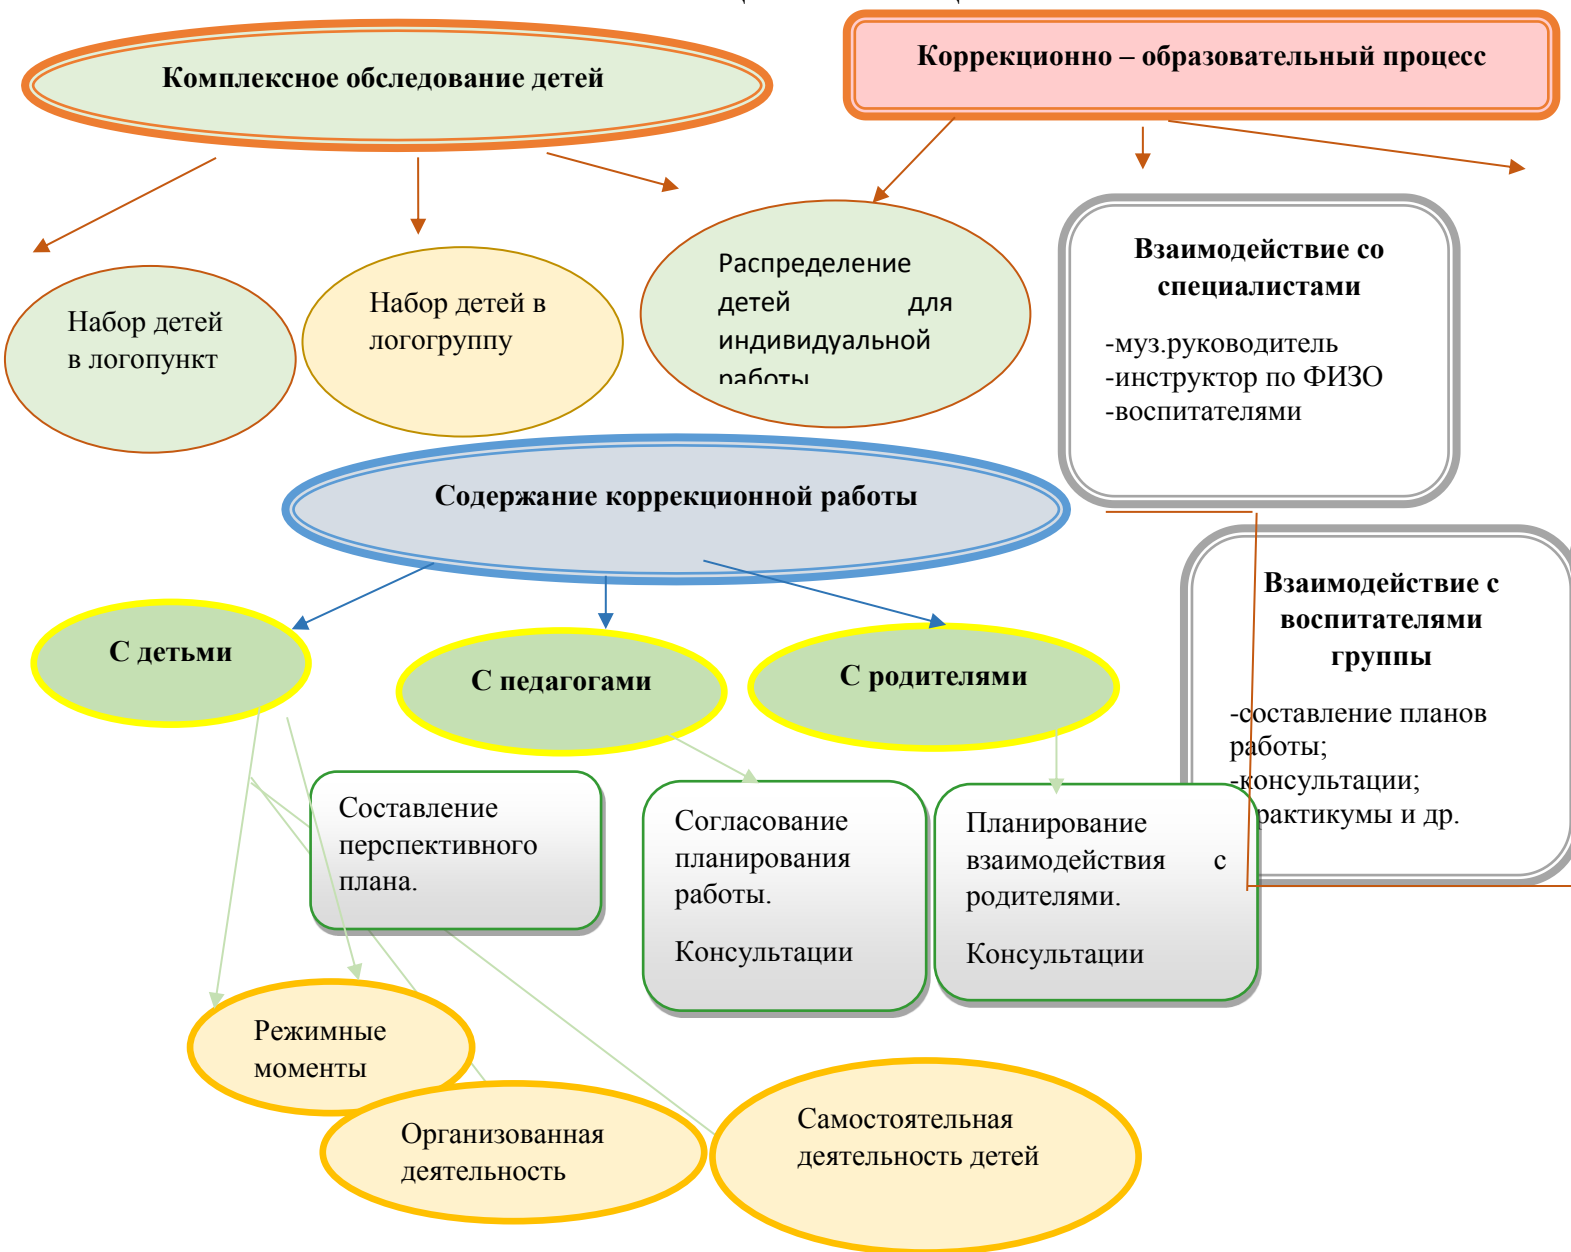 Комплексное обследование детей
Коррекционно – образовательный процесс
Набор детей
в логопункт
Набор детей в
логогруппу
Распределение
детей для
индивидуальной
работы
Взаимодействие со
специалистами
-муз.руководитель
-инструктор по ФИЗО
-воспитателями
Содержание коррекционной работы
Взаимодействие с
воспитателями
группы
-составление планов
работы;
-консультации;
рактикумы и др.
С детьми
С педагогами
С родителями
Составление
перспективного
плана.
Согласование
планирования
работы.
Консультации
Планирование
взаимодействия с
родителями.
Консультации
Режимные
моменты
Организованная
деятельность
Самостоятельная
деятельность детей